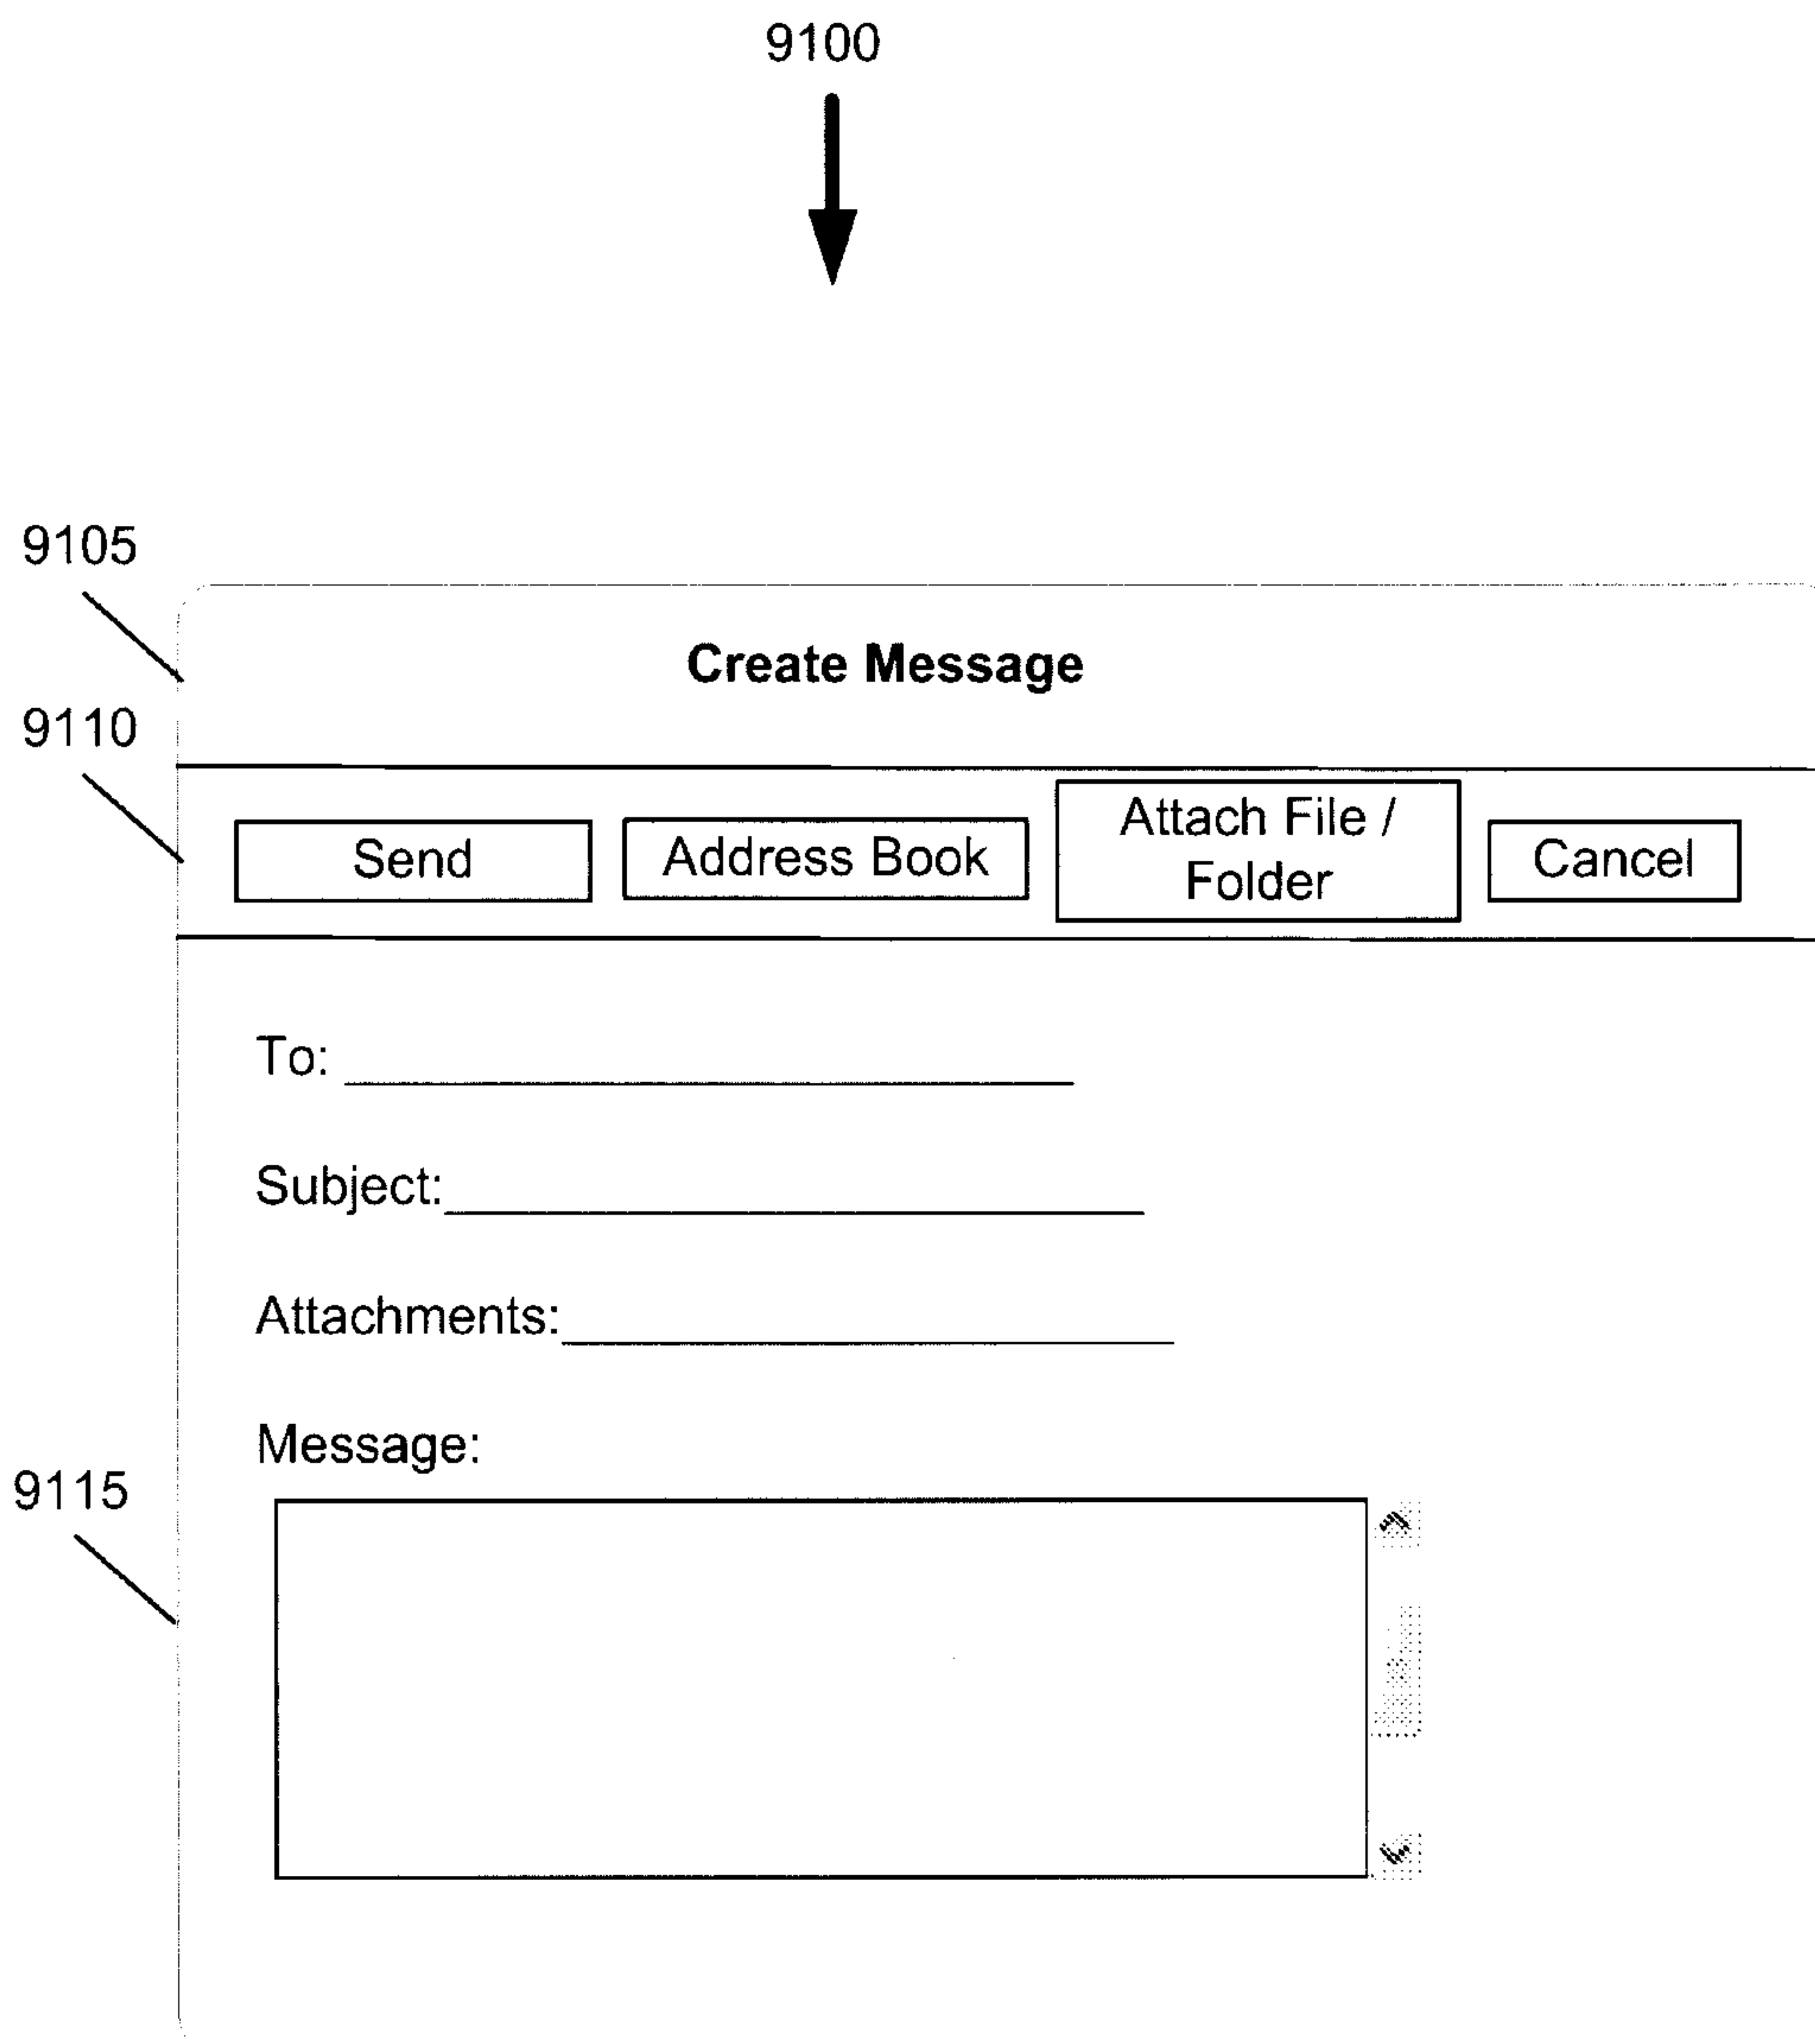 9100
9105
Create Message
9110
Send
Address Book
Attach File /
Folder
Cancel
To:
Subject:
Attachments:
Message:
9115